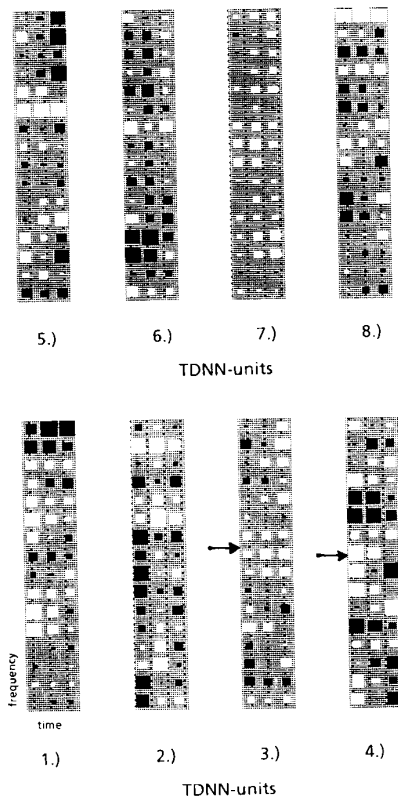 5.) 6.) 7.) 8.)
TDNN-units
frequency
time
1.) 2.) 3.) 4.)
TDNN-units